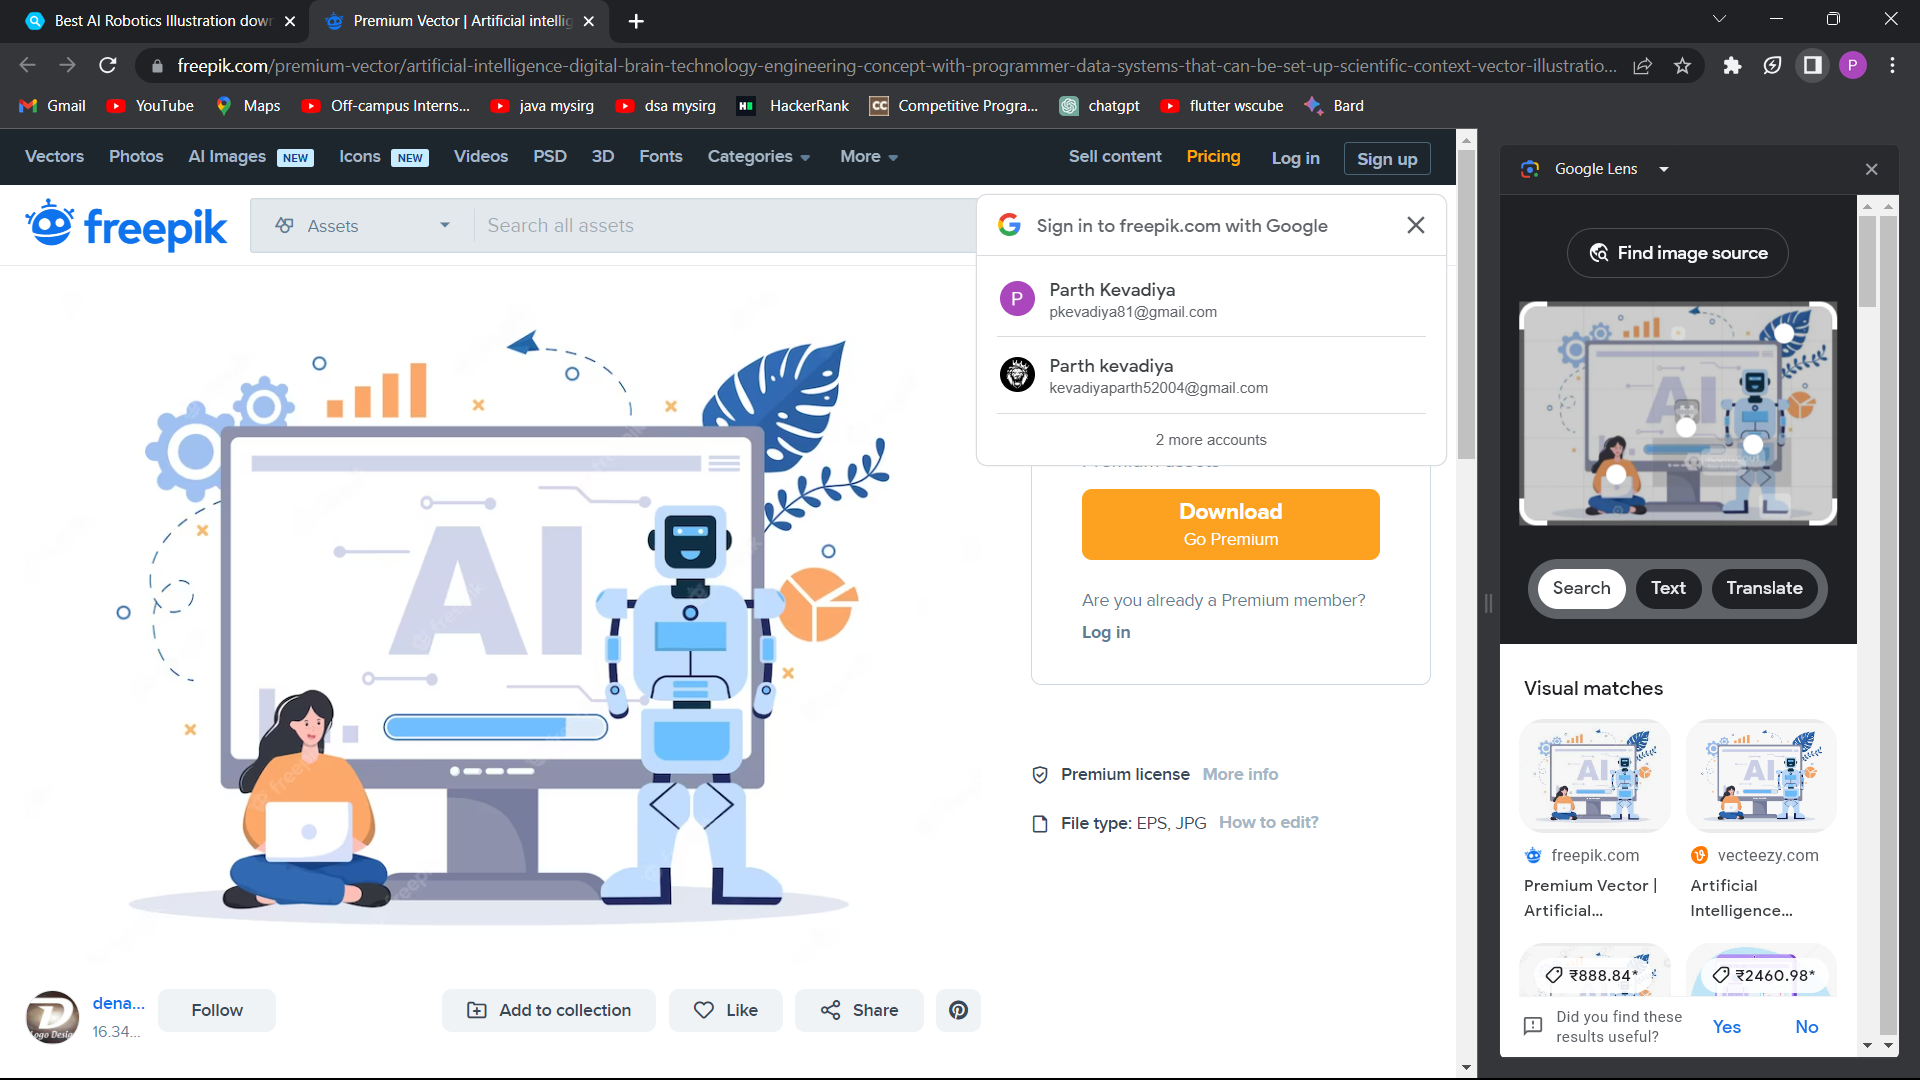 Best AI Robotics Illustration dow
Premium Vector | Artificial intellig
freepik.com/premium-vector/artificial-intelligence-digital-brain-technology-engineering-concept-with-programmer-data-systems-that-can-be-set-up-scientific-context-vector-illustratio...
P
Gmail
YouTube
Maps
Off-campus Interns...
java mysirg
dsa mysirg
HackerRank
CC
Competitive Progra...
chatgpt
flutter wscube
Bard
Vectors
Photos
AI Images NEW
Icons NEW
Videos
PSD
3D
Fonts
Categories
More
Sell content
Pricing
Log in
Sign up
freepik
Assets
Search all assets
Sign in to freepik.com with Google
P
Parth Kevadiya
pkevadiya81@gmail.com
Parth kevadiya
kevadiyaparth52004@gmail.com
2 more accounts
AI
Download
Go Premium
Are you already a Premium member?
Log in
Premium license More info
File type: EPS, JPG How to edit?
dena...
16.34...
Follow
Add to collection
Like
Share
Google Lens
Find image source
AI
Search
Text
Translate
Visual matches
AI
AI
freepik.com
Premium Vector |
Artificial...
vecteezy.com
Artificial
Intelligence...
₹888.84*
₹2460.98*
Did you find these
results useful?
Yes
No